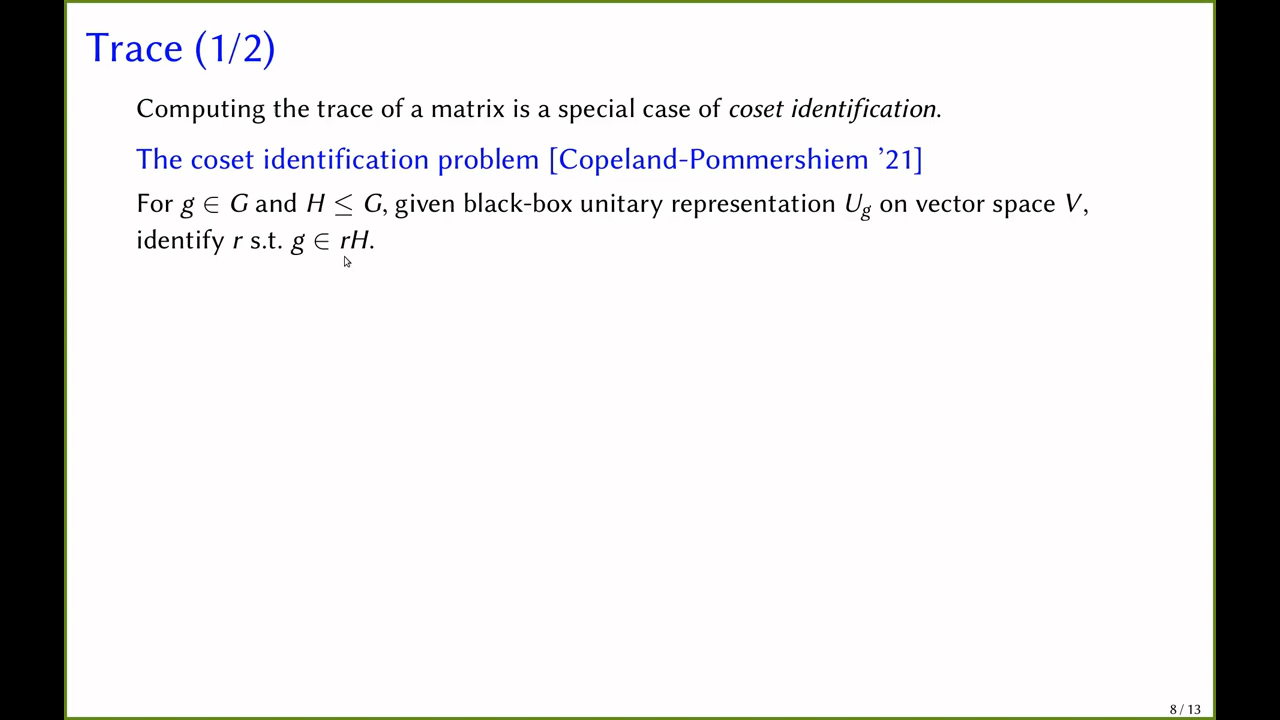 Trace (1/2)
Computing the trace of a matrix is a special case of coset identification.
The coset identification problem [Copeland-Pommershiem ’21]
For g ∈ G and H ≤ G, given black-box unitary representation U_g on vector space V,
identify r s.t. g ∈ rH.
8 / 13